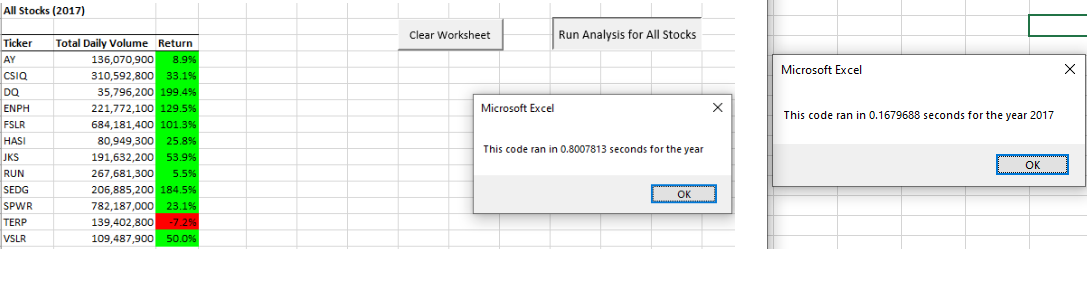 All Stocks (2017)
Clear Worksheet
Run Analysis for All Stocks
Ticker Total Daily Volume Return
AY 136,070,900 8.9%
CSIQ 310,592,800 33.1%
DQ 35,796,200 199.4%
ENPH 221,772,100 129.5%
FSLR 684,181,400 101.3%
HASI 80,949,300 25.8%
JKS 191,632,200 53.9%
RUN 267,681,300 5.5%
SEDG 206,885,200 184.5%
SPWR 782,187,000 23.1%
TERP 139,402,800 -7.2%
VSLR 109,487,900 50.0%
Microsoft Excel
This code ran in 0.8007813 seconds for the year
OK
Microsoft Excel
This code ran in 0.1679688 seconds for the year 2017
OK